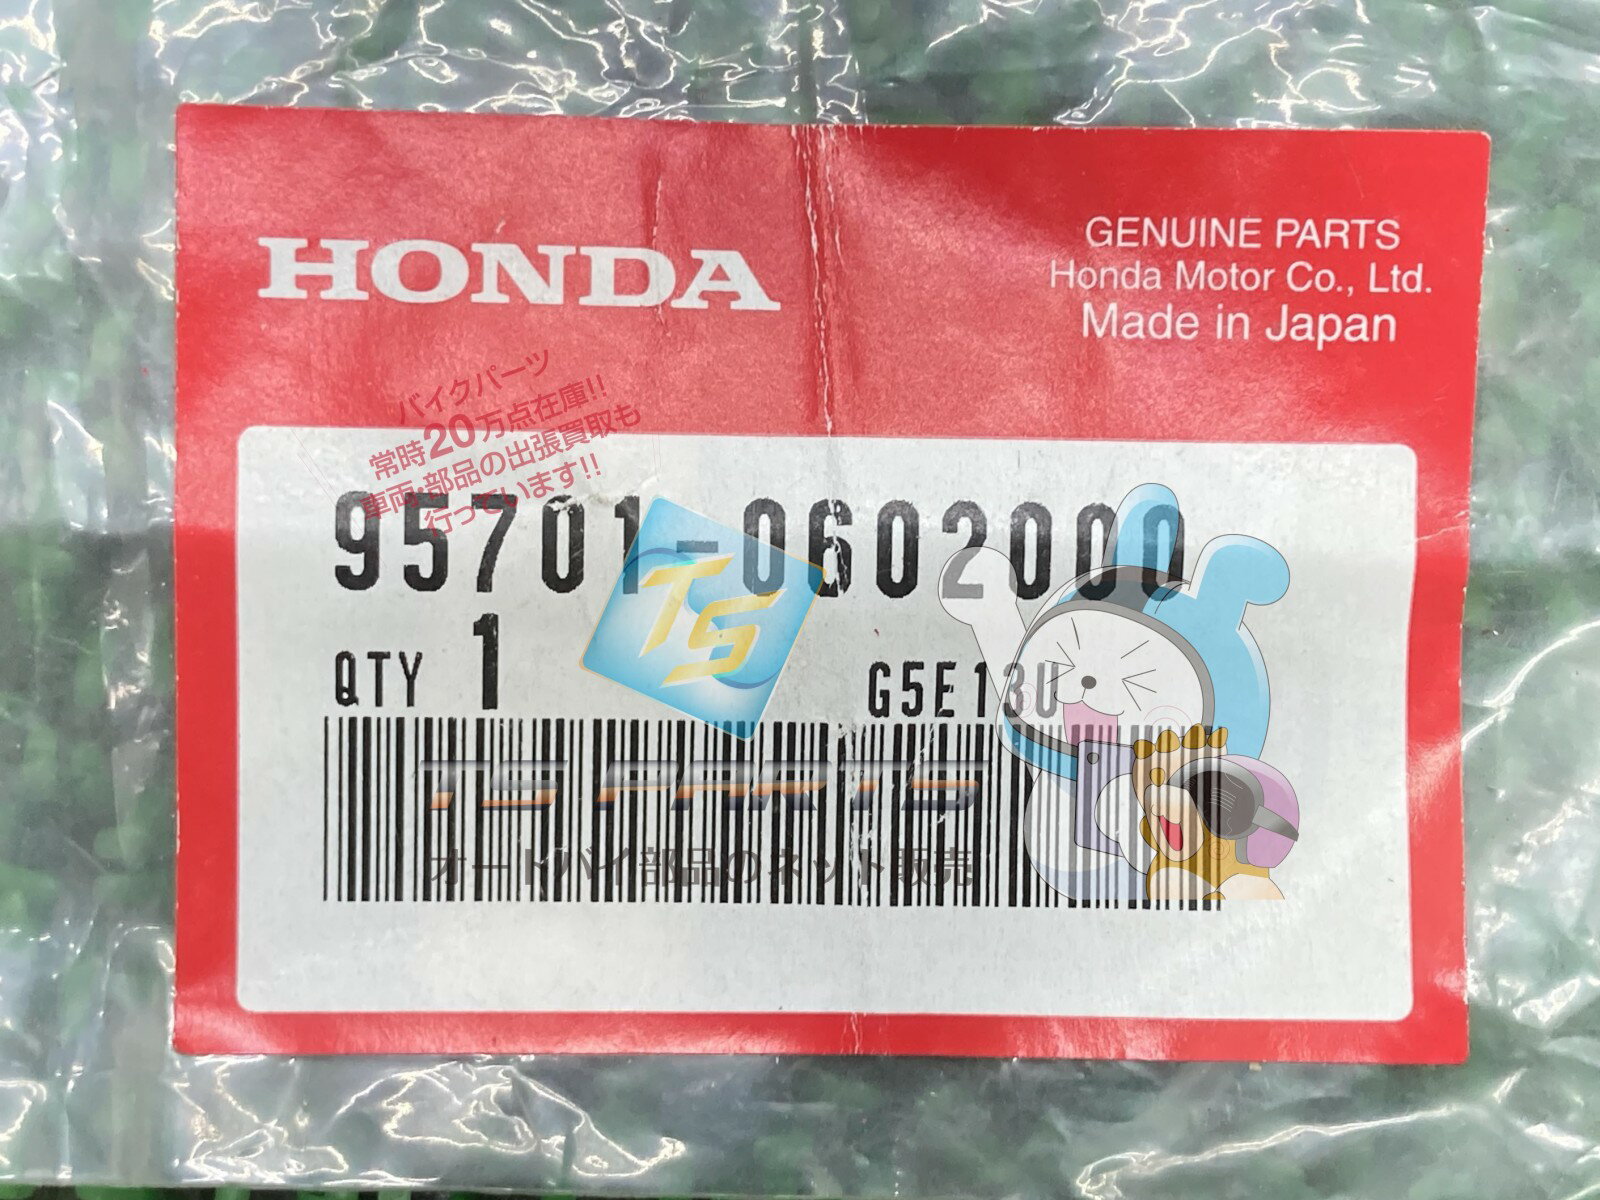 HONDA
GENUINE PARTS
Honda Motor Co., Ltd.
Made in Japan
バイクパーツ
常時20万点在庫!!
車両・部品の出張買取も
行っています!!
95701-0602000
QTY 1
G5E13U
TS
TS PARTS
オートバイ部品のネット販売